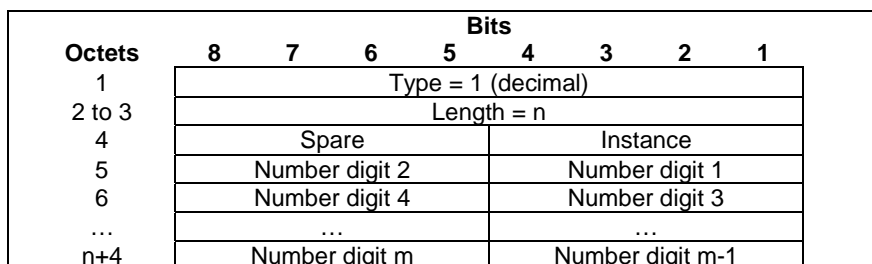 Bits
Octets 8 7 6 5 4 3 2 1
1 Type = 1 (decimal)
2 to 3 Length = n
4 Spare Instance
5 Number digit 2 Number digit 1
6 Number digit 4 Number digit 3
… … …
n+4 Number digit m Number digit m-1